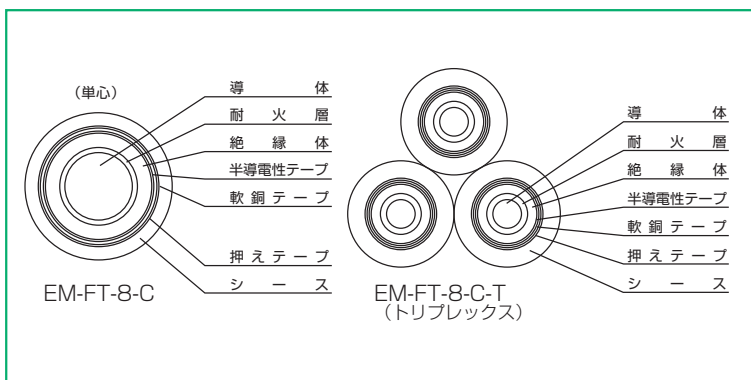 (単心)
導体
耐火層
絶縁体
半導電性テープ
軟銅テープ
押えテープ
シース
EM-FT-8-C
導体
耐火層
絶縁体
半導電性テープ
軟銅テープ
押えテープ
シース
EM-FT-8-C-T
(トリプレックス)